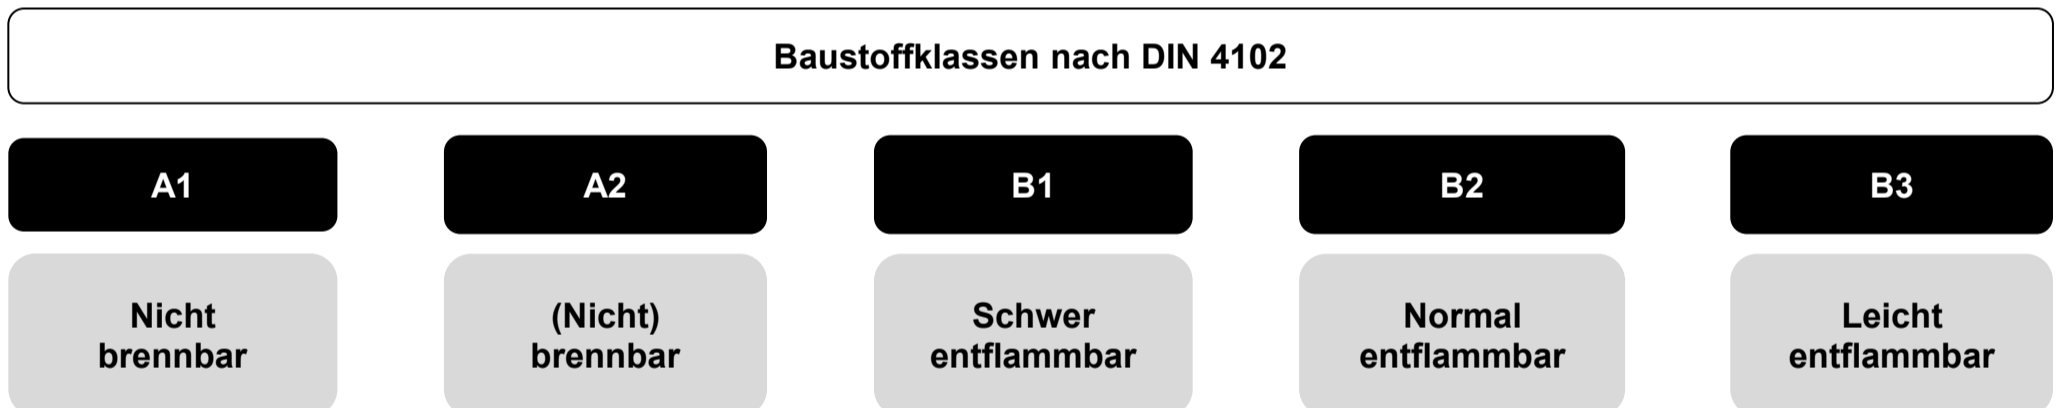 Baustoffklassen nach DIN 4102
A1
A2
B1
B2
B3
Nicht
brennbar
(Nicht)
brennbar
Schwer
entflammbar
Normal
entflammbar
Leicht
entflammbar